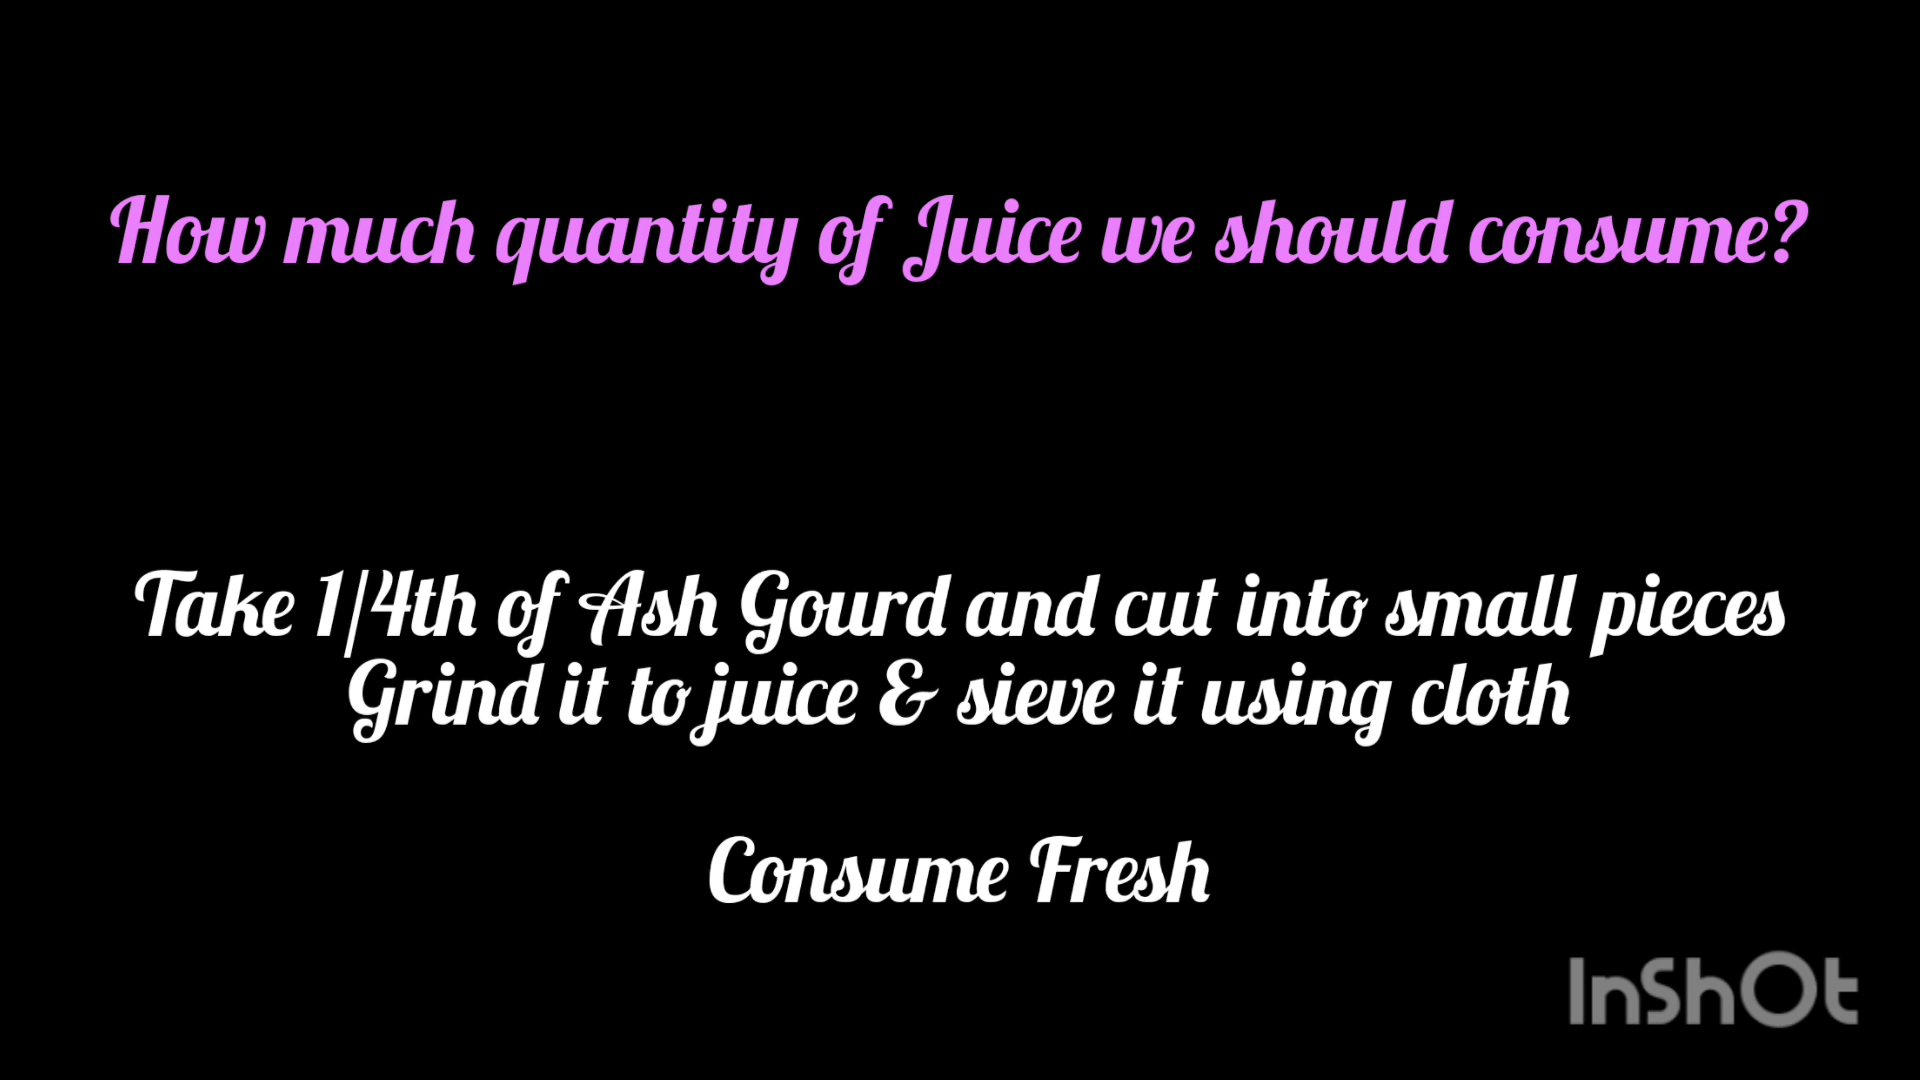 How much quantity of Juice we should consume?
Take 1/4th of Ash Gourd and cut into small pieces
Grind it to juice & sieve it using cloth
Consume Fresh
InShOt